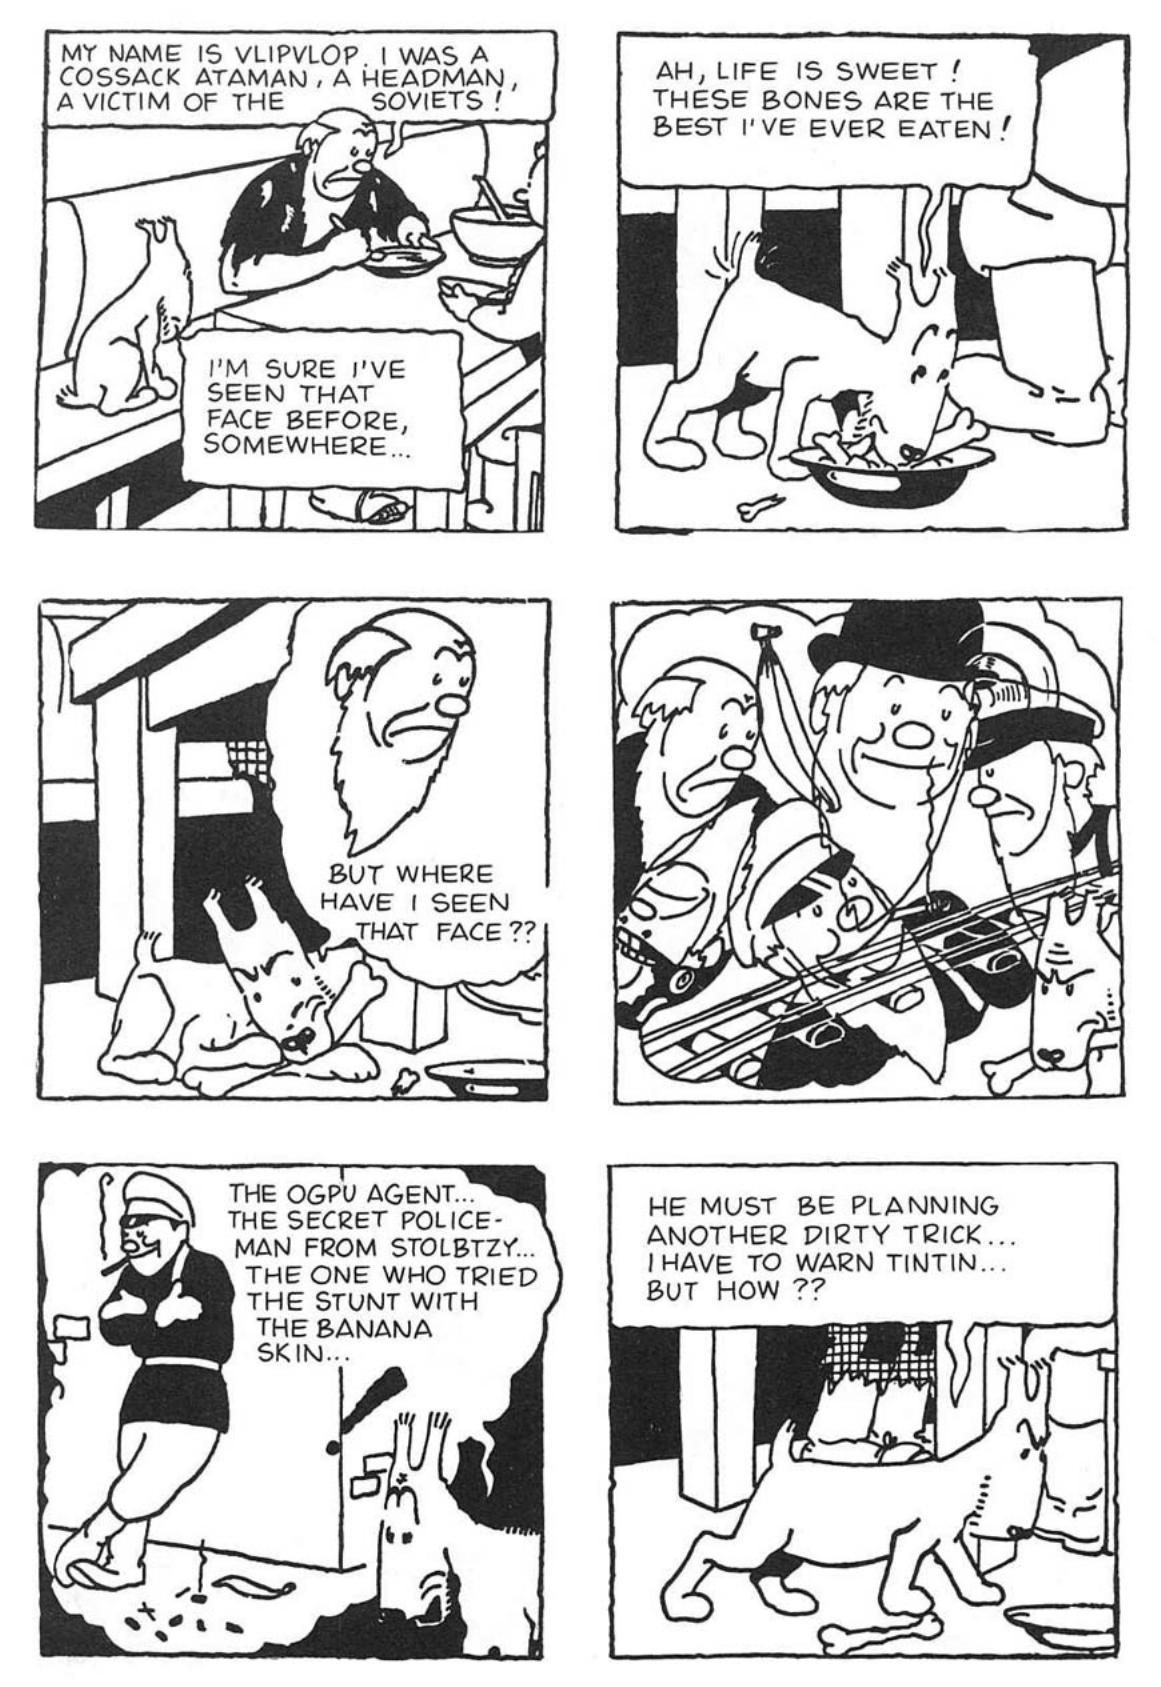 MY NAME IS VLIPVLOP. I WAS A
COSSACK ATAMAN, A HEADMAN,
A VICTIM OF THE SOVIETS!
I'M SURE I'VE
SEEN THAT
FACE BEFORE,
SOMEWHERE...
AH, LIFE IS SWEET!
THESE BONES ARE THE
BEST I'VE EVER EATEN!
BUT WHERE
HAVE I SEEN
THAT FACE??
THE OGPU AGENT...
THE SECRET POLICE-
MAN FROM STOLBTZY...
THE ONE WHO TRIED
THE STUNT WITH
THE BANANA
SKIN...
HE MUST BE PLANNING
ANOTHER DIRTY TRICK...
I HAVE TO WARN TINTIN...
BUT HOW??